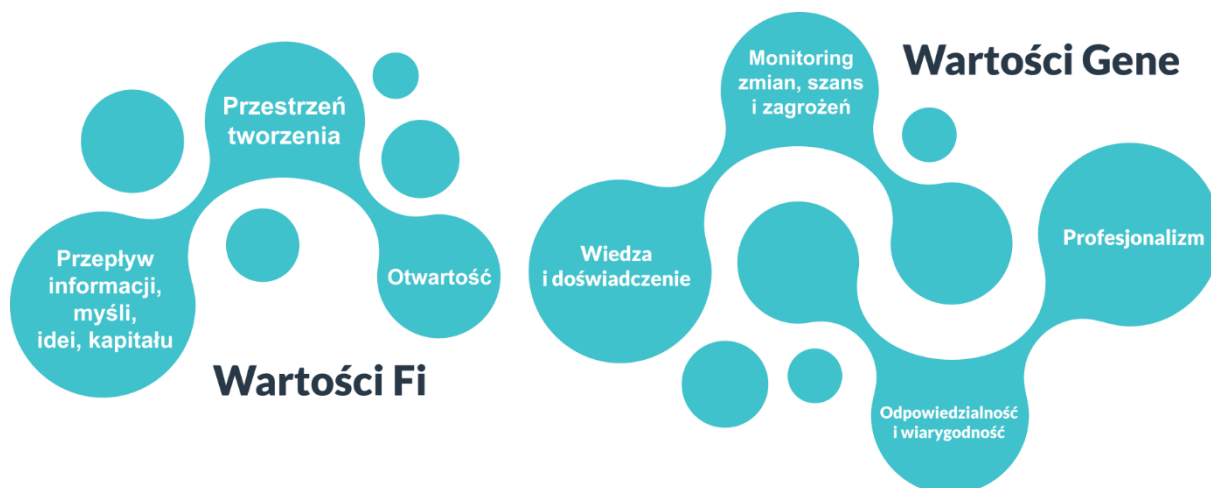 Przestrzeń
tworzenia
Przepływ
informacji,
myśli,
idei, kapitału
Otwartość
Wartości Fi
Wartości Gene
Monitoring
zmian, szans
i zagrożeń
Wiedza
i doświadczenie
Profesjonalizm
Odpowiedzialność
i wiarygodność